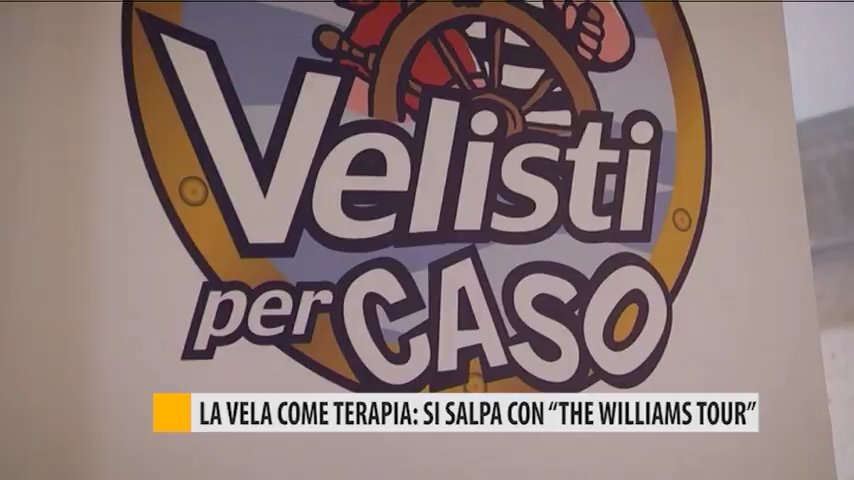 Velisti
per CASO
LA VELA COME TERAPIA: SI SALPA CON “THE WILLIAMS TOUR”